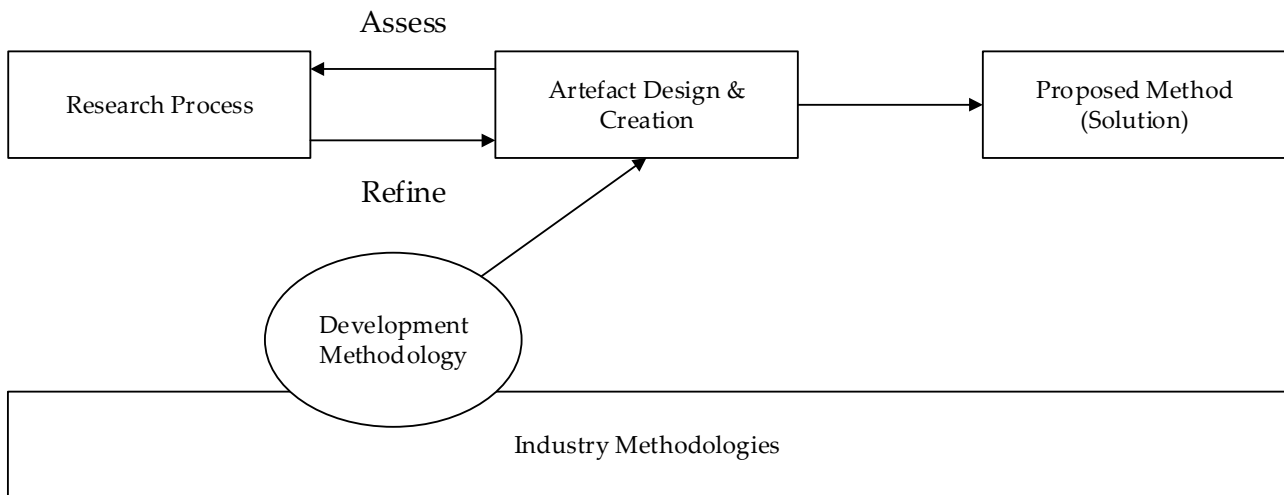 Assess
Research Process
Artefact Design &
Creation
Proposed Method
(Solution)
Refine
Development
Methodology
Industry Methodologies